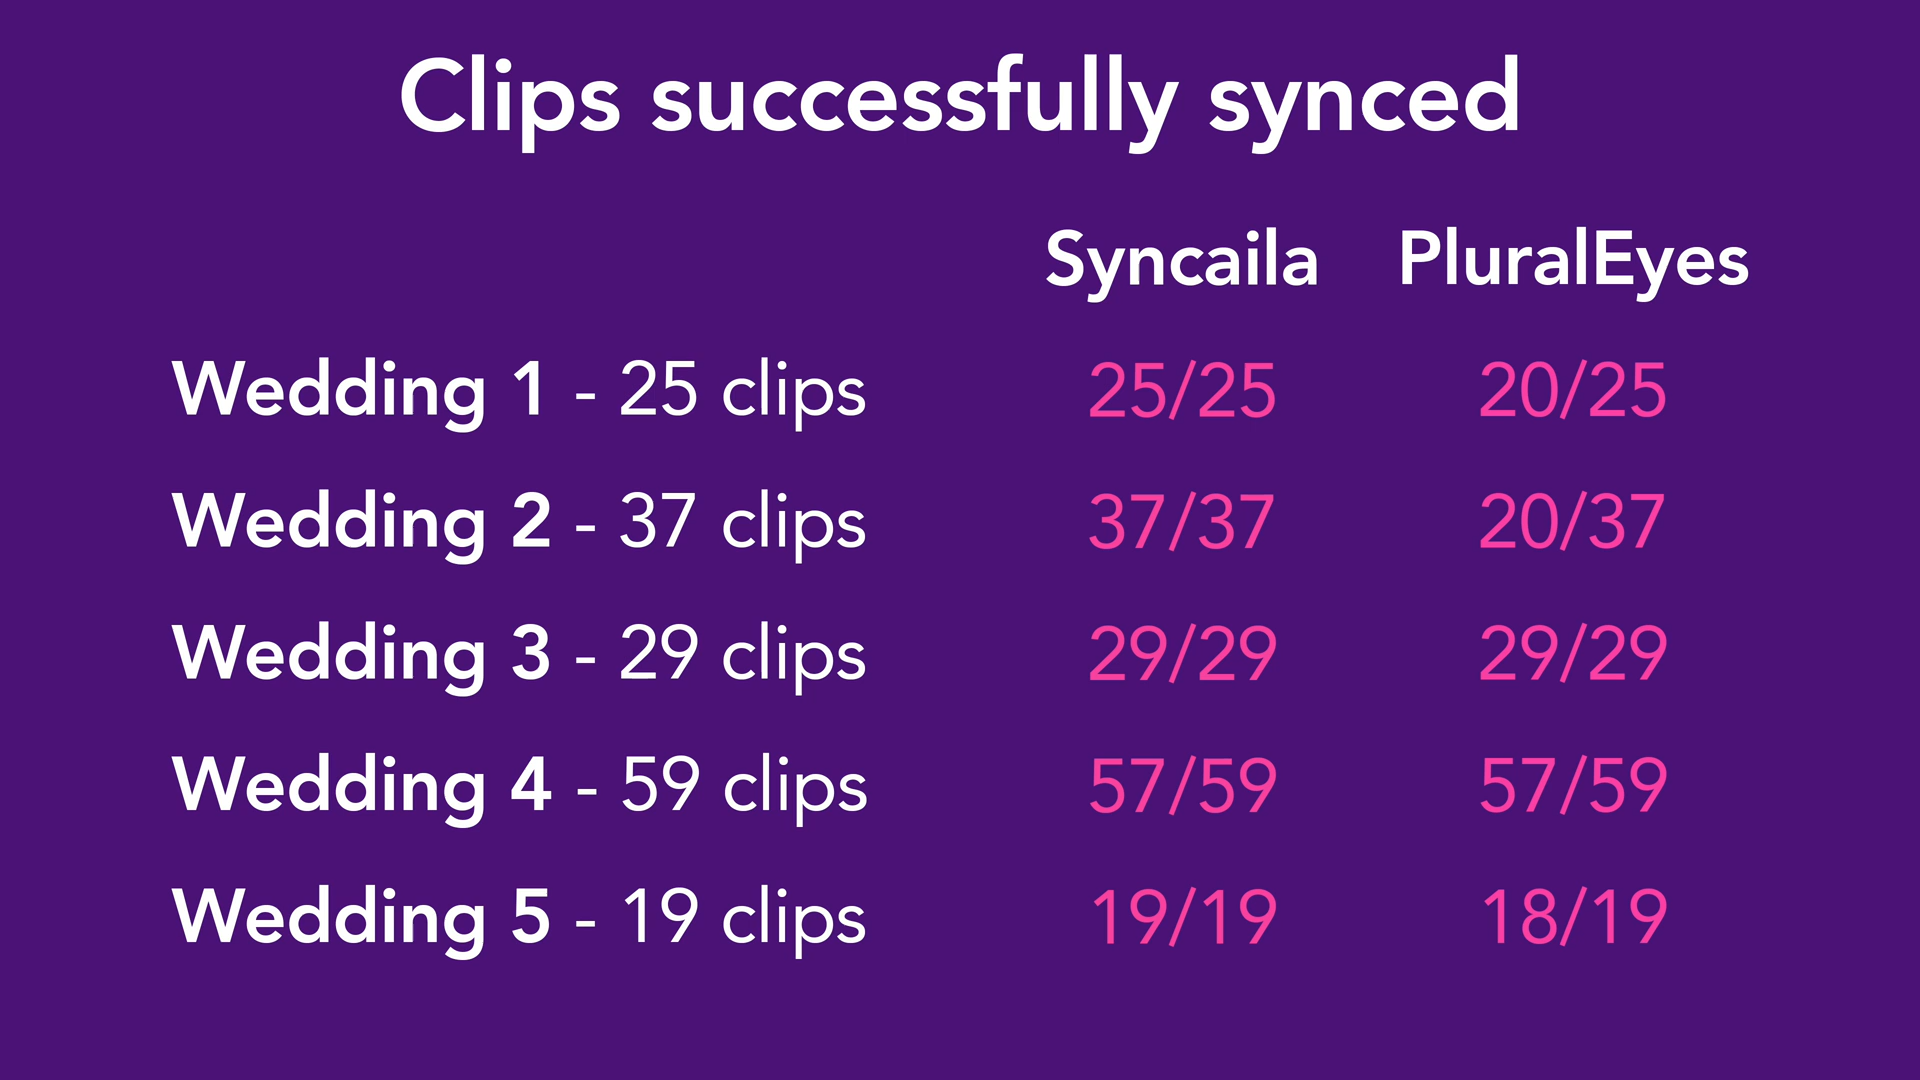 Clips successfully synced
Syncaila PluralEyes
Wedding 1 - 25 clips 25/25 20/25
Wedding 2 - 37 clips 37/37 20/37
Wedding 3 - 29 clips 29/29 29/29
Wedding 4 - 59 clips 57/59 57/59
Wedding 5 - 19 clips 19/19 18/19